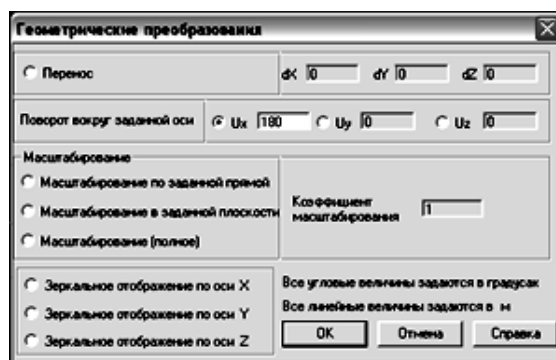 Геометрические преобразования
Перенос dX 0 dY 0 dZ 0
Поворот вокруг заданной оси Ux 180 Uy 0 Uz 0
Масштабирование
Масштабирование по заданной прямой
Масштабирование в заданной плоскости
Масштабирование (полное)
Коэффициент
масштабирования 1
Зеркальное отображение по оси X
Зеркальное отображение по оси Y
Зеркальное отображение по оси Z
Все угловые величины задаются в градусах
Все линейные величины задаются в м
OK Отмена Справка